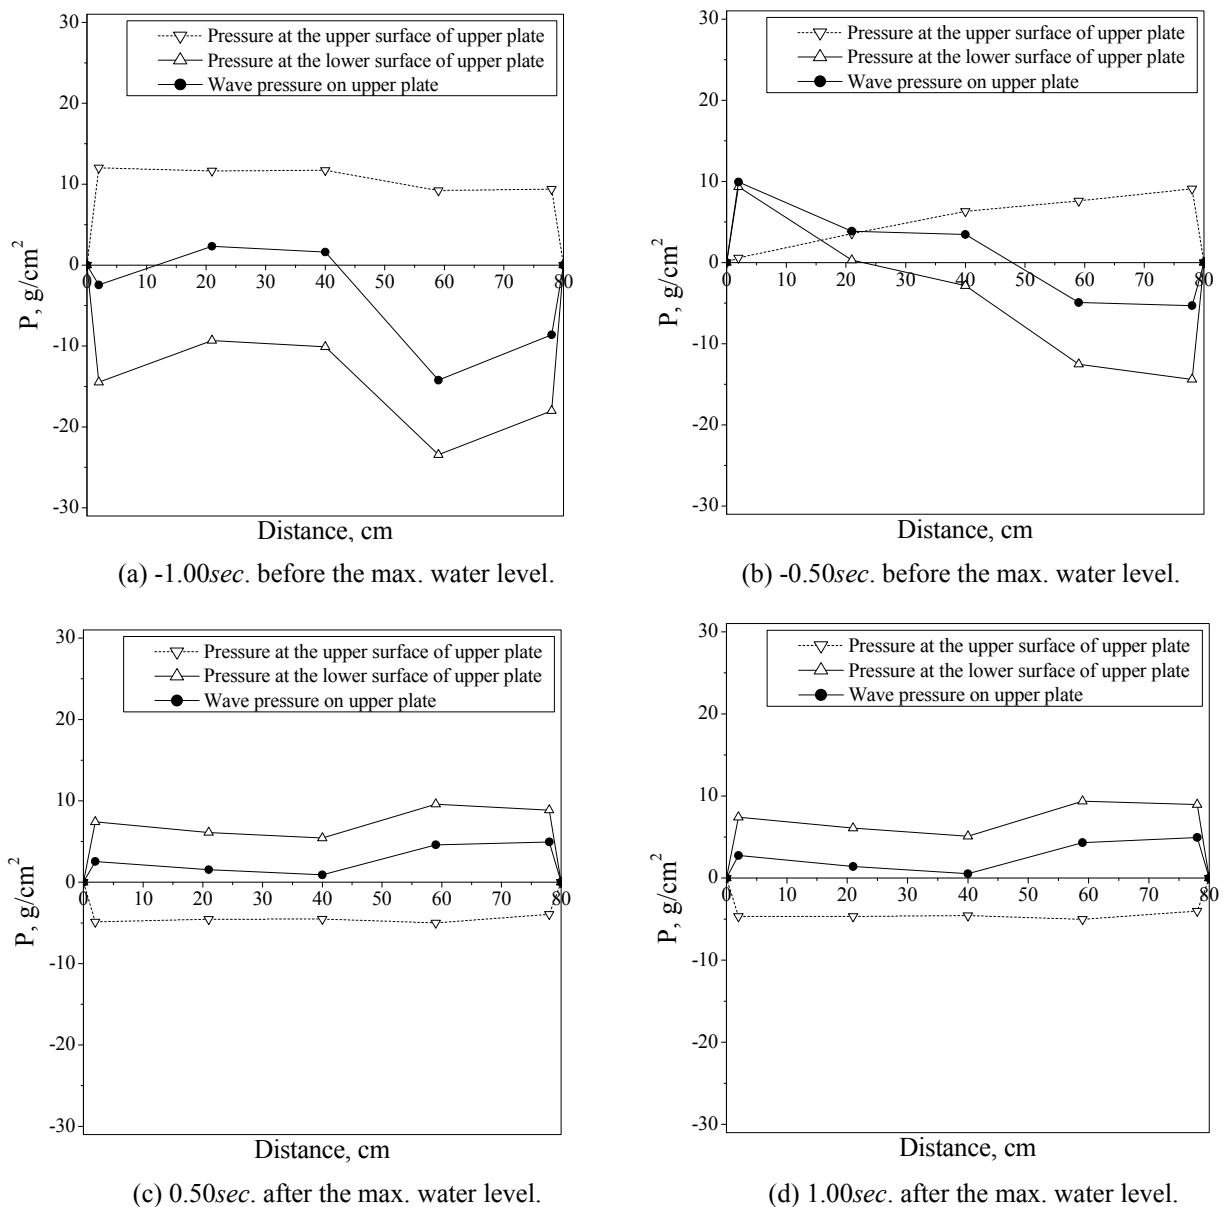 Pressure at the upper surface of upper plate
Pressure at the lower surface of upper plate
Wave pressure on upper plate
30
20
10
0
-10
-20
-30
0 10 20 30 40 50 60 70 80
P, g/cm²
Distance, cm
(a) -1.00sec. before the max. water level.
Pressure at the upper surface of upper plate
Pressure at the lower surface of upper plate
Wave pressure on upper plate
30
20
10
0
-10
-20
-30
0 10 20 30 40 50 60 70 80
P, g/cm²
Distance, cm
(b) -0.50sec. before the max. water level.
Pressure at the upper surface of upper plate
Pressure at the lower surface of upper plate
Wave pressure on upper plate
30
20
10
0
-10
-20
-30
0 10 20 30 40 50 60 70 80
P, g/cm²
Distance, cm
(c) 0.50sec. after the max. water level.
Pressure at the upper surface of upper plate
Pressure at the lower surface of upper plate
Wave pressure on upper plate
30
20
10
0
-10
-20
-30
0 10 20 30 40 50 60 70 80
P, g/cm²
Distance, cm
(d) 1.00sec. after the max. water level.